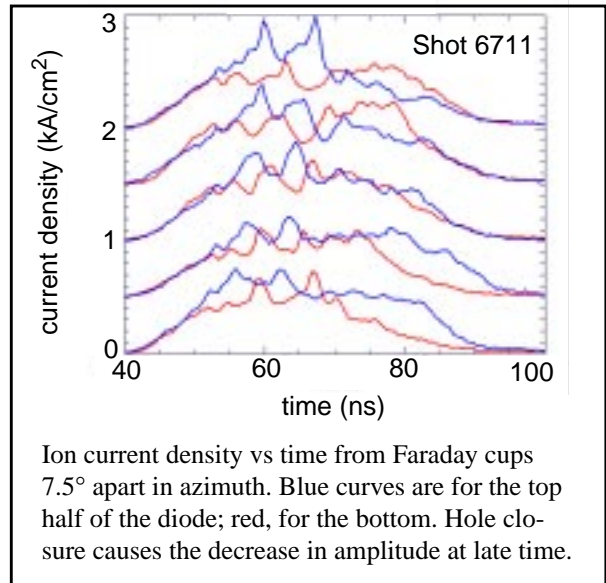 3
Shot 6711
2
1
0
current density (kA/cm²)
40 60 80 100
time (ns)
Ion current density vs time from Faraday cups
7.5° apart in azimuth. Blue curves are for the top
half of the diode; red, for the bottom. Hole clo-
sure causes the decrease in amplitude at late time.